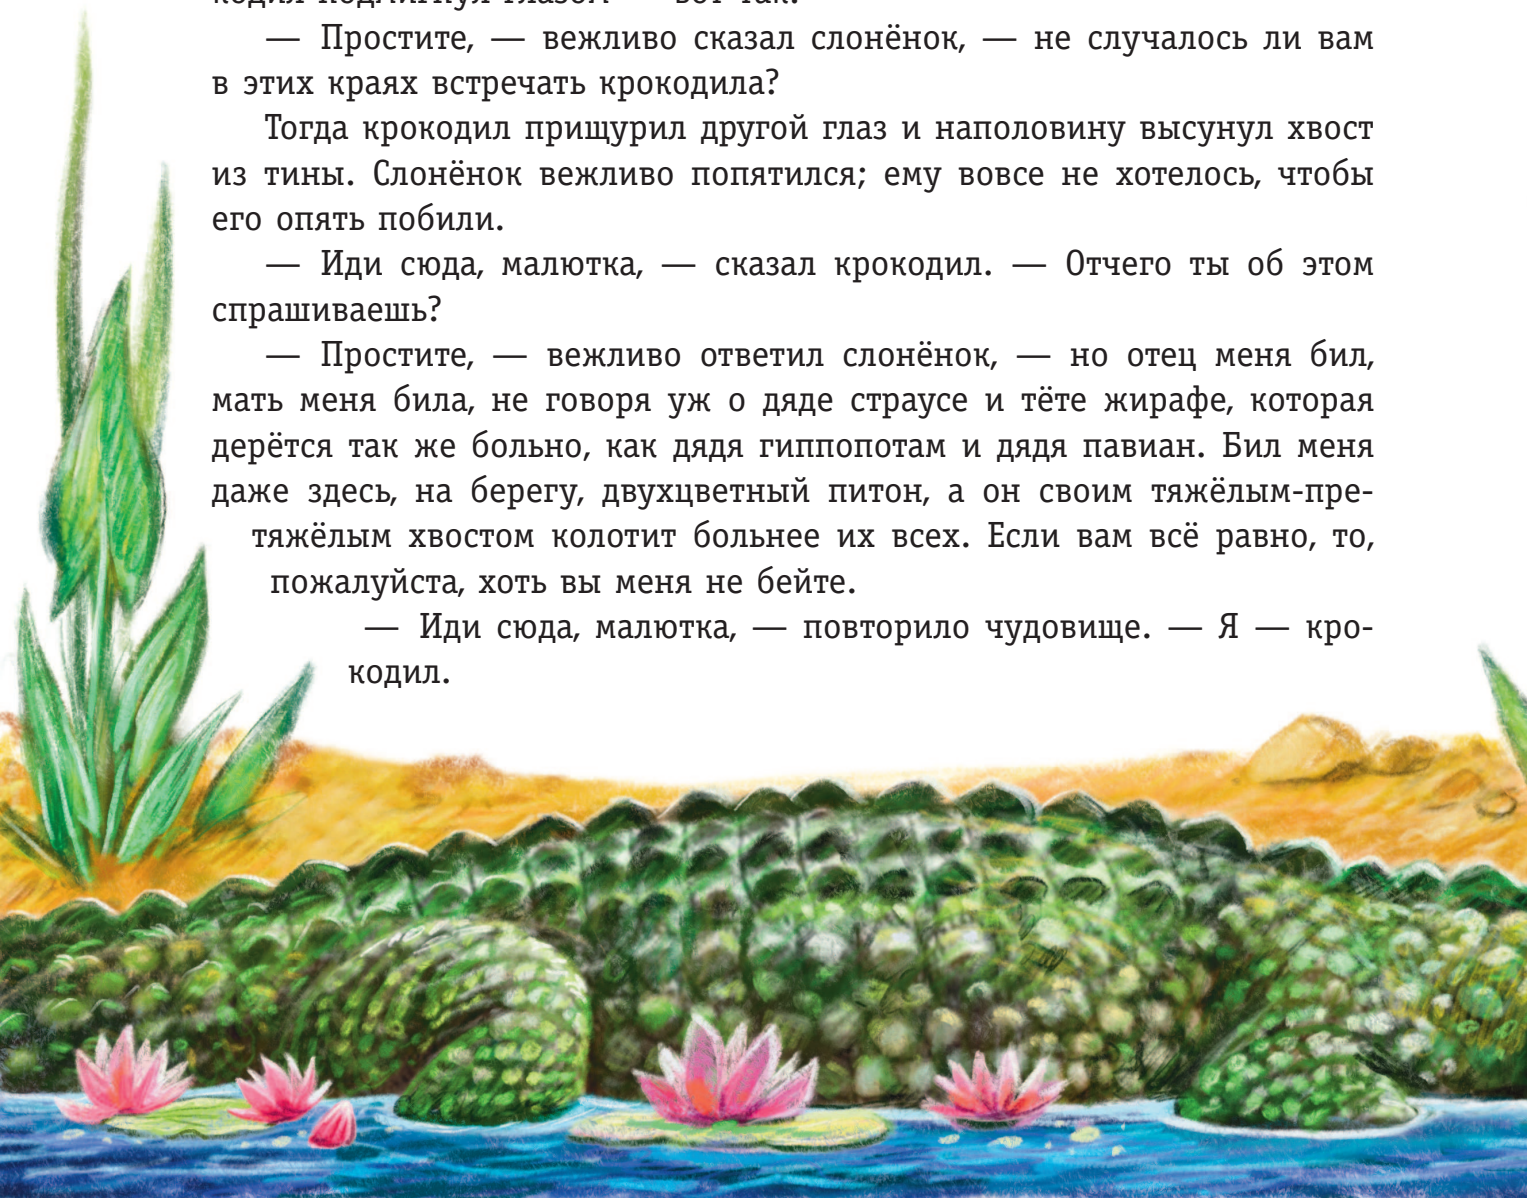 — Простите, — вежливо сказал слонёнок, — не случалось ли вам
в этих краях встречать крокодила?
Тогда крокодил прищурил другой глаз и наполовину высунул хвост
из тины. Слонёнок вежливо попятился; ему вовсе не хотелось, чтобы
его опять побили.
— Иди сюда, малютка, — сказал крокодил. — Отчего ты об этом
спрашиваешь?
— Простите, — вежливо ответил слонёнок, — но отец меня бил,
мать меня била, не говоря уж о дяде страусе и тёте жирафе, которая
дерётся так же больно, как дядя гиппопотам и дядя павиан. Бил меня
даже здесь, на берегу, двухцветный питон, а он своим тяжёлым-пре-
тяжёлым хвостом колотит больнее их всех. Если вам всё равно, то,
пожалуйста, хоть вы меня не бейте.
— Иди сюда, малютка, — повторило чудовище. — Я — кро-
кодил.